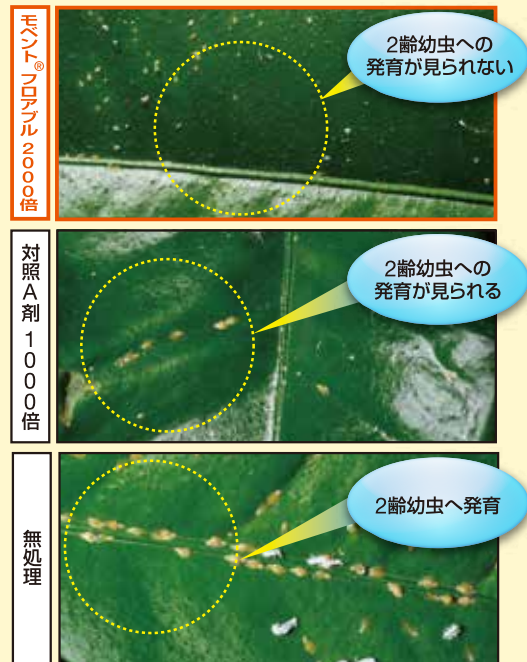 モベント®フロアブル 2000倍
2齢幼虫への
発育が見られない
対照A剤 1000倍
2齢幼虫への
発育が見られる
無処理
2齢幼虫へ発育